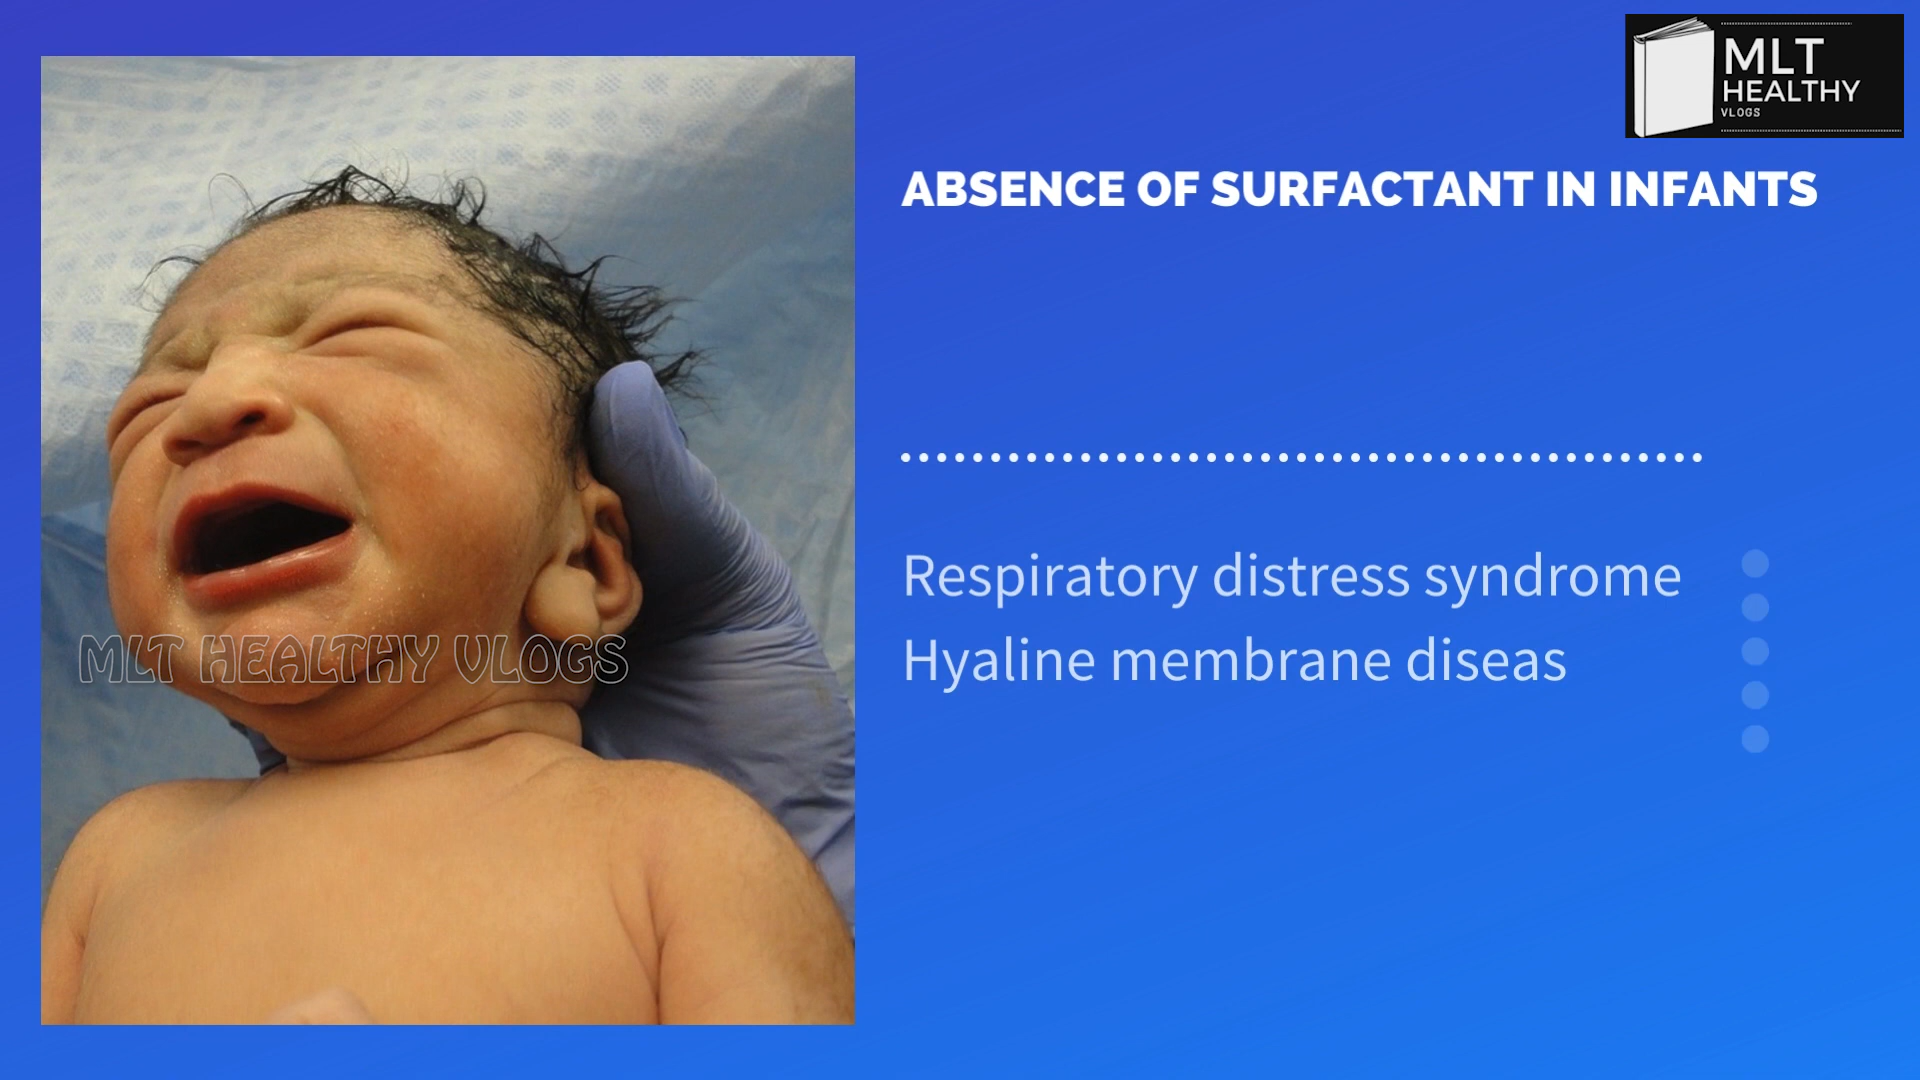 MLT
HEALTHY
VLOGS
ABSENCE OF SURFACTANT IN INFANTS
Respiratory distress syndrome
Hyaline membrane diseas
MLT HEALTHY VLOGS